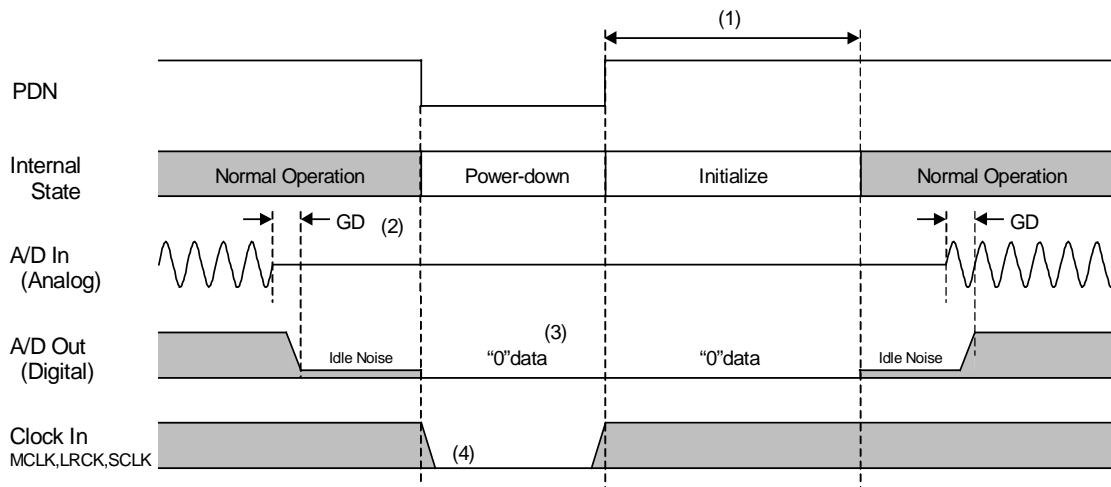 (1)
PDN
Internal
State
Normal Operation
Power-down
Initialize
Normal Operation
GD
(2)
GD
A/D In
(Analog)
A/D Out
(Digital)
Idle Noise
(3)
“0”data
“0”data
Idle Noise
Clock In
MCLK,LRCK,SCLK
(4)